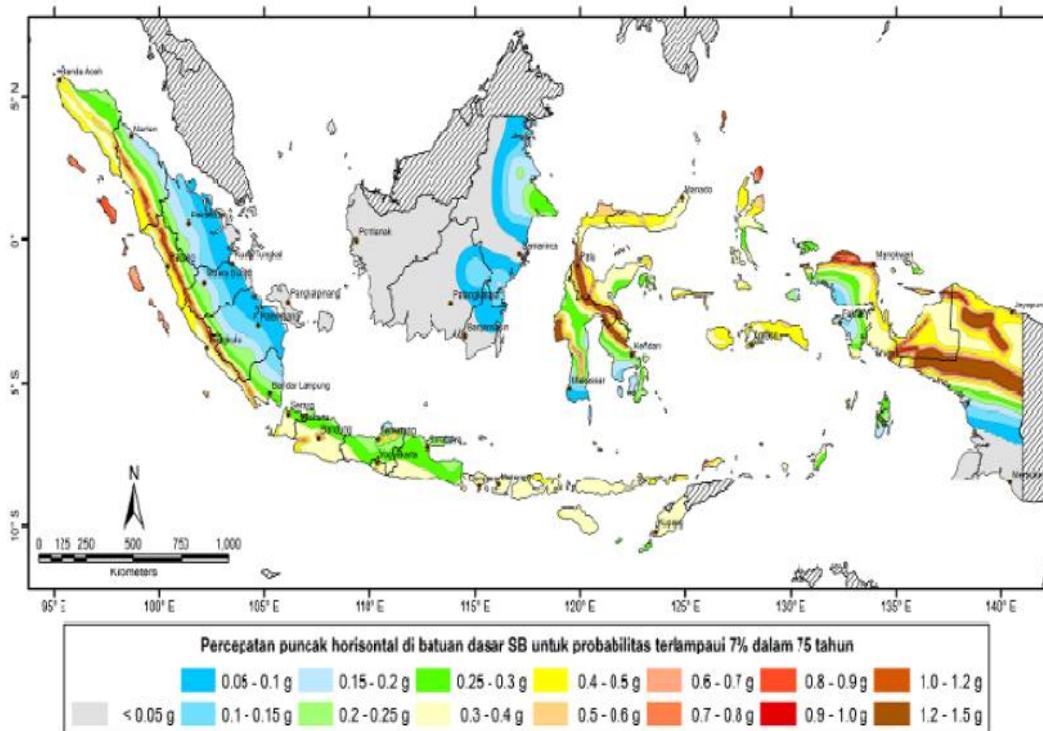 95° E 100° E 105° E 110° E 115° E 120° E 125° E 130° E 135° E 140° E
5° N
0°
5° S
10° S
Banda Aceh
Medan
Padang
Kuala Tungkal
Pangkalpinang
Palembang
Bandar Lampung
Serang
Bandung
Semarang
Yogyakarta
Surabaya
Pontianak
Samarinda
Manado
Palu
Kendari
Makassar
Kupang
Manokwari
Jayapura
N
0 125 250 500 750 1,000
Kilometers
Percepatan puncak horisontal di batuan dasar SB untuk probabilitas terlampaui 7% dalam 75 tahun
0.05 - 0.1 g 0.15 - 0.2 g 0.25 - 0.3 g 0.4 - 0.5 g 0.6 - 0.7 g 0.8 - 0.9 g 1.0 - 1.2 g
< 0.05 g 0.1 - 0.15 g 0.2 - 0.25 g 0.3 - 0.4 g 0.5 - 0.6 g 0.7 - 0.8 g 0.9 - 1.0 g 1.2 - 1.5 g